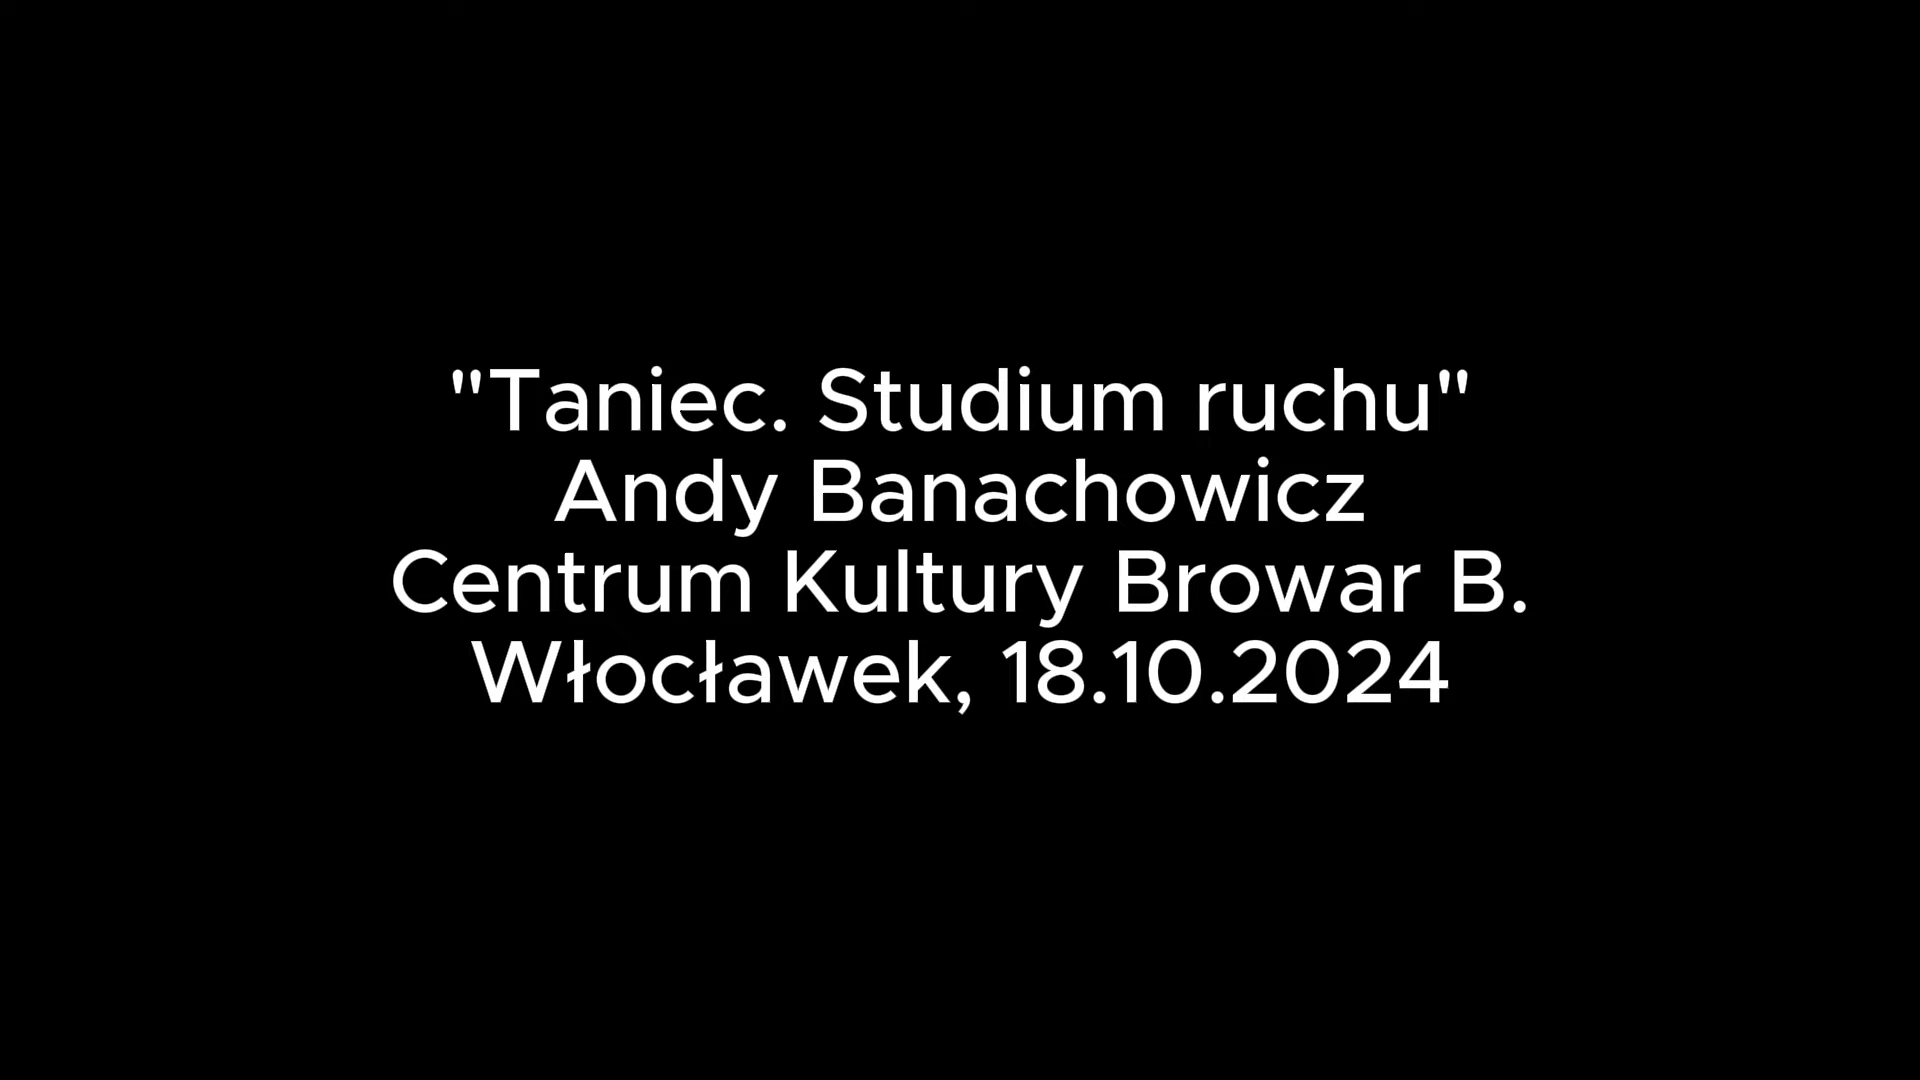 "Taniec. Studium ruchu"
Andy Banachowicz
Centrum Kultury Browar B.
Włocławek, 18.10.2024